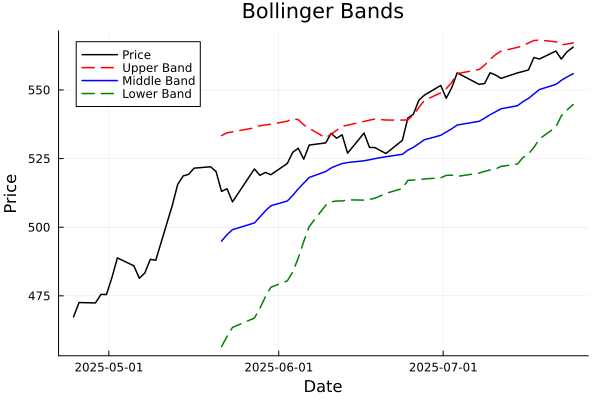 Bollinger Bands
Price
Upper Band
Middle Band
Lower Band
550
525
500
475
Price
2025-05-01
2025-06-01
2025-07-01
Date